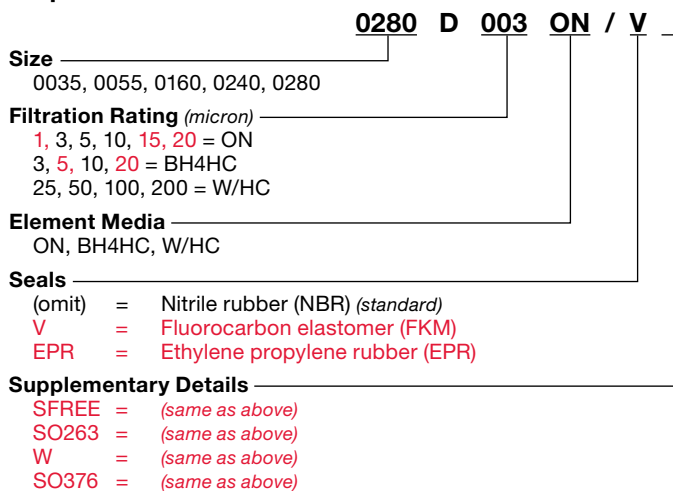 0280 D 003 ON / V
Size
0035, 0055, 0160, 0240, 0280
Filtration Rating (micron)
1, 3, 5, 10, 15, 20 = ON
3, 5, 10, 20 = BH4HC
25, 50, 100, 200 = W/HC
Element Media
ON, BH4HC, W/HC
Seals
(omit) = Nitrile rubber (NBR) (standard)
V = Fluorocarbon elastomer (FKM)
EPR = Ethylene propylene rubber (EPR)
Supplementary Details
SFREE = (same as above)
SO263 = (same as above)
W = (same as above)
SO376 = (same as above)